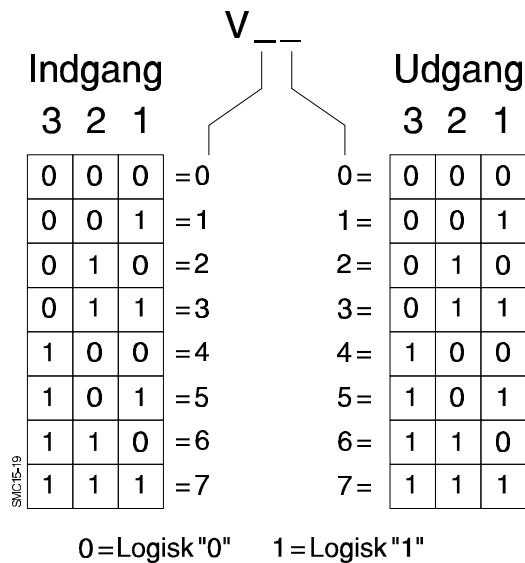 V_ _
Indgang Udgang
3 2 1 3 2 1
0 0 0 =0 0= 0 0 0
0 0 1 =1 1= 0 0 1
0 1 0 =2 2= 0 1 0
0 1 1 =3 3= 0 1 1
1 0 0 =4 4= 1 0 0
1 0 1 =5 5= 1 0 1
1 1 0 =6 6= 1 1 0
1 1 1 =7 7= 1 1 1
SMC15-19
0=Logisk "0" 1=Logisk "1"